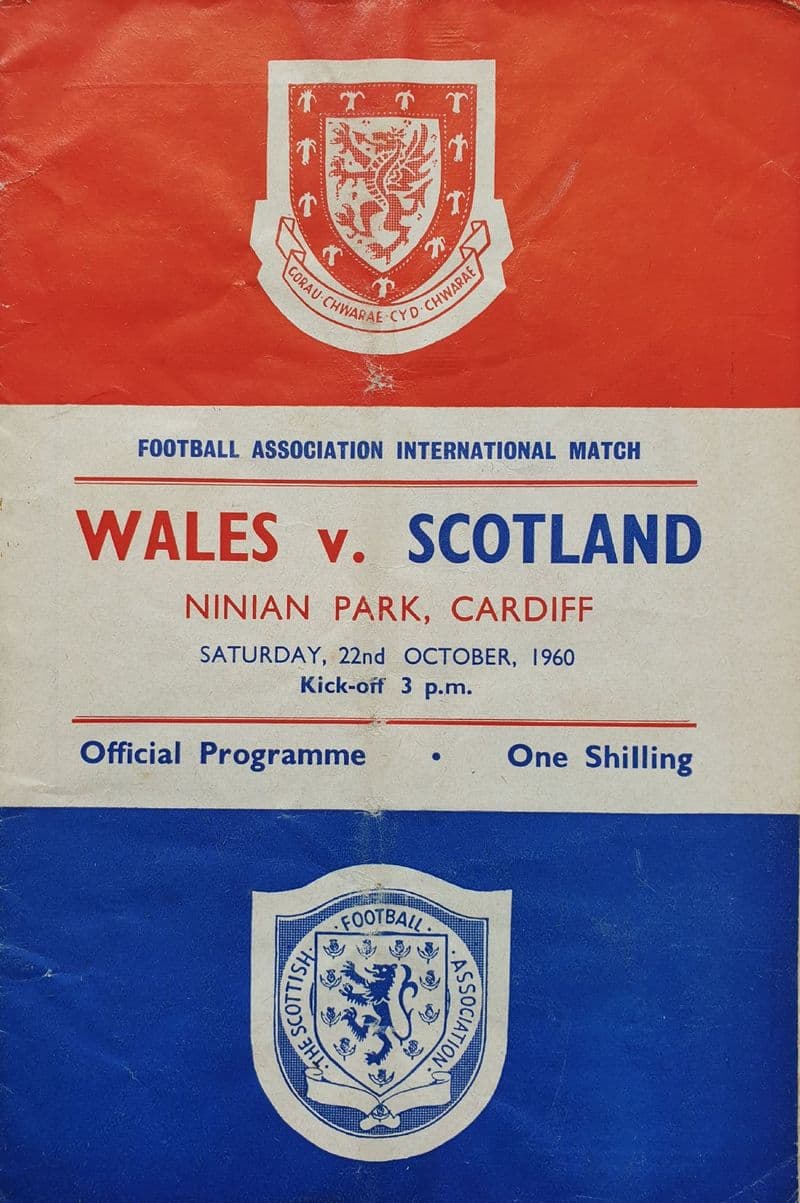 GORAU·CHWARAE·CYD·CHWARAE
FOOTBALL ASSOCIATION INTERNATIONAL MATCH
WALES v. SCOTLAND
NINIAN PARK, CARDIFF
SATURDAY, 22nd OCTOBER, 1960
Kick-off 3 p.m.
Official Programme • One Shilling
·THE SCOTTISH·FOOTBALL·ASSOCIATION·